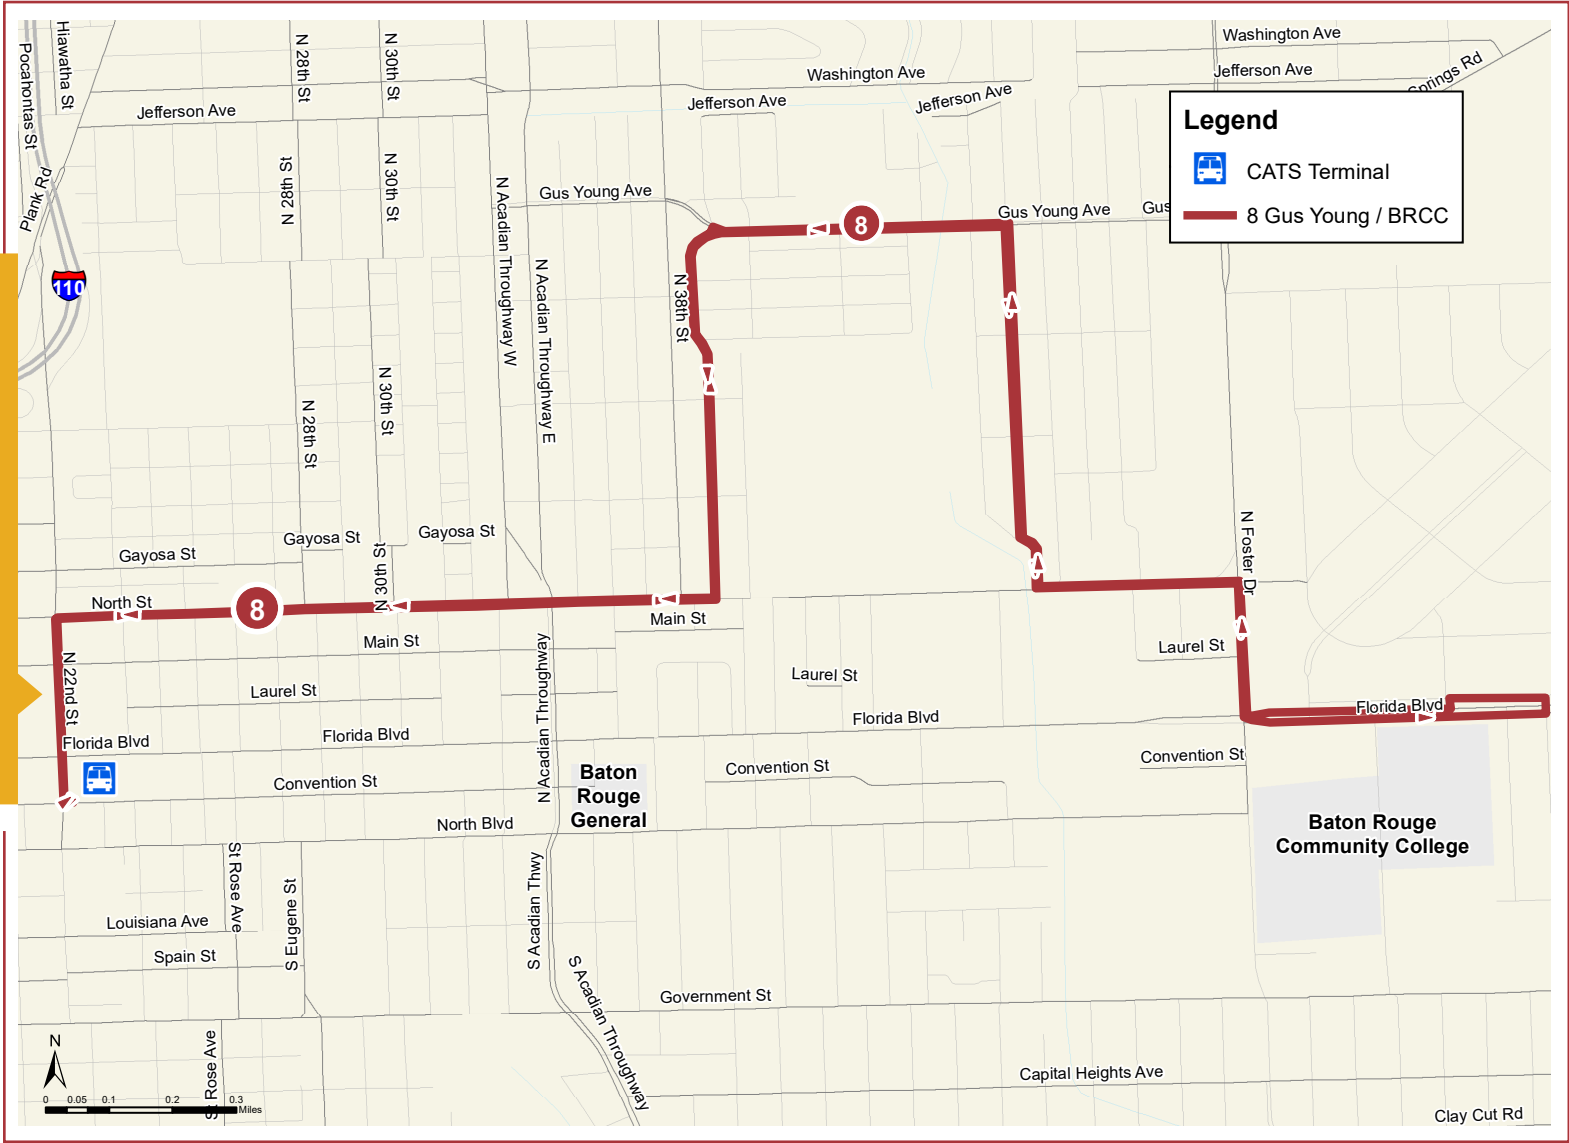 Pocahontas St
Hiawatha St
N 28th St
N 30th St
Washington Ave
Washington Ave
Jefferson Ave
Springs Rd
Jefferson Ave
Jefferson Ave
Jefferson Ave
Legend
CATS Terminal
8 Gus Young / BRCC
Plank Rd
N 28th St
N 30th St
N Acadian Throughway W
Gus Young Ave
8
Gus Young Ave
Gus
110
N Acadian Throughway E
N 38th St
N 28th St
N 30th St
Gayosa St
Gayosa St
Gayosa St
N 30th St
N Foster Dr
North St
8
Main St
Main St
Laurel St
N 22nd St
Laurel St
Laurel St
N Acadian Throughway
Florida Blvd
Florida Blvd
Florida Blvd
Florida Blvd
Convention St
Convention St
Convention St
Baton
Rouge
General
North Blvd
Baton Rouge
Community College
St Rose Ave
S Eugene St
S Acadian Thwy
Louisiana Ave
Spain St
S Acadian Throughway
Government St
St Rose Ave
Capital Heights Ave
Clay Cut Rd
N
0 0.05 0.1 0.2 0.3
Miles